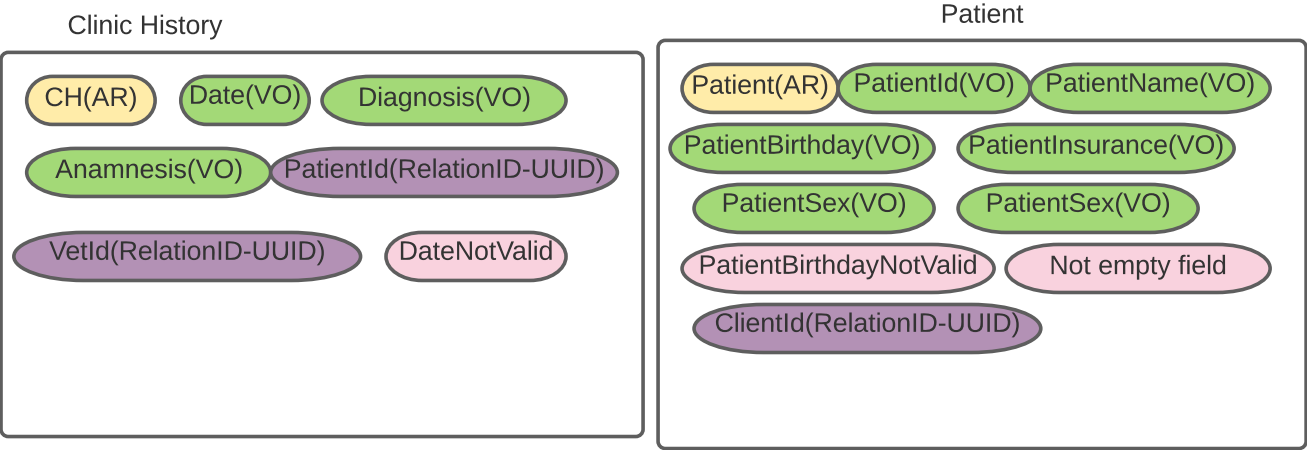 Clinic History
CH(AR) Date(VO) Diagnosis(VO)
Anamnesis(VO) PatientId(RelationID-UUID)
VetId(RelationID-UUID) DateNotValid
Patient
Patient(AR) PatientId(VO) PatientName(VO)
PatientBirthday(VO) PatientInsurance(VO)
PatientSex(VO) PatientSex(VO)
PatientBirthdayNotValid Not empty field
ClientId(RelationID-UUID)